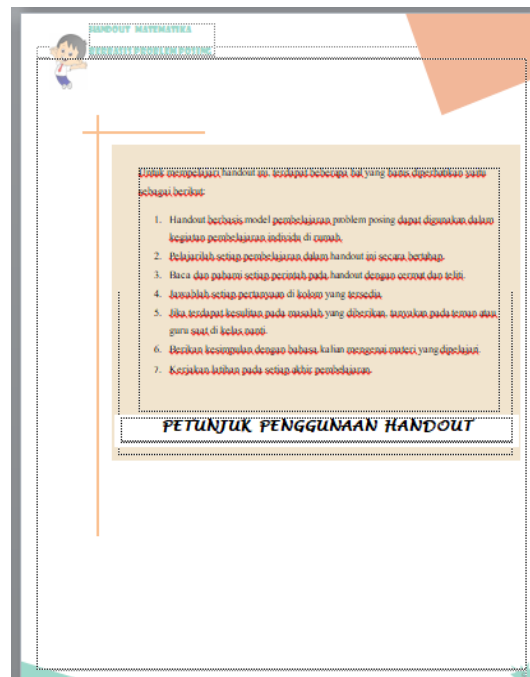 HANDOUT MATEMATIKA
BERBASIS PROBLEM POSING
Untuk mempelajari handout ini, terdapat beberapa hal yang harus diperhatikan yaitu
sebagai berikut:
1. Handout berbasis model pembelajaran problem posing dapat digunakan dalam
kegiatan pembelajaran individu di rumah.
2. Pelajarilah setiap pembelajaran dalam handout ini secara bertahap.
3. Baca dan pahami setiap perintah pada handout dengan cermat dan teliti.
4. Jawablah setiap pertanyaan di kolom yang tersedia
5. Jika terdapat kesulitan pada masalah yang diberikan, tanyakan pada teman atau
guru saat di kelas nanti.
6. Berikan kesimpulan dengan bahasa kalian mengenai materi yang dipelajari
7. Kerjakan latihan pada setiap akhir pembelajaran.
PETUNJUK PENGGUNAAN HANDOUT